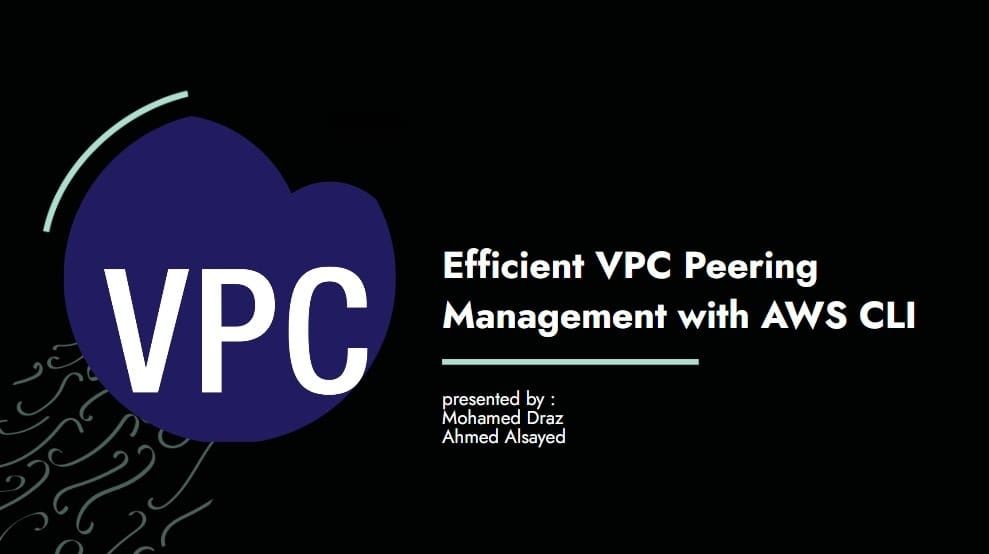 VPC
Efficient VPC Peering
Management with AWS CLI
presented by :
Mohamed Draz
Ahmed Alsayed